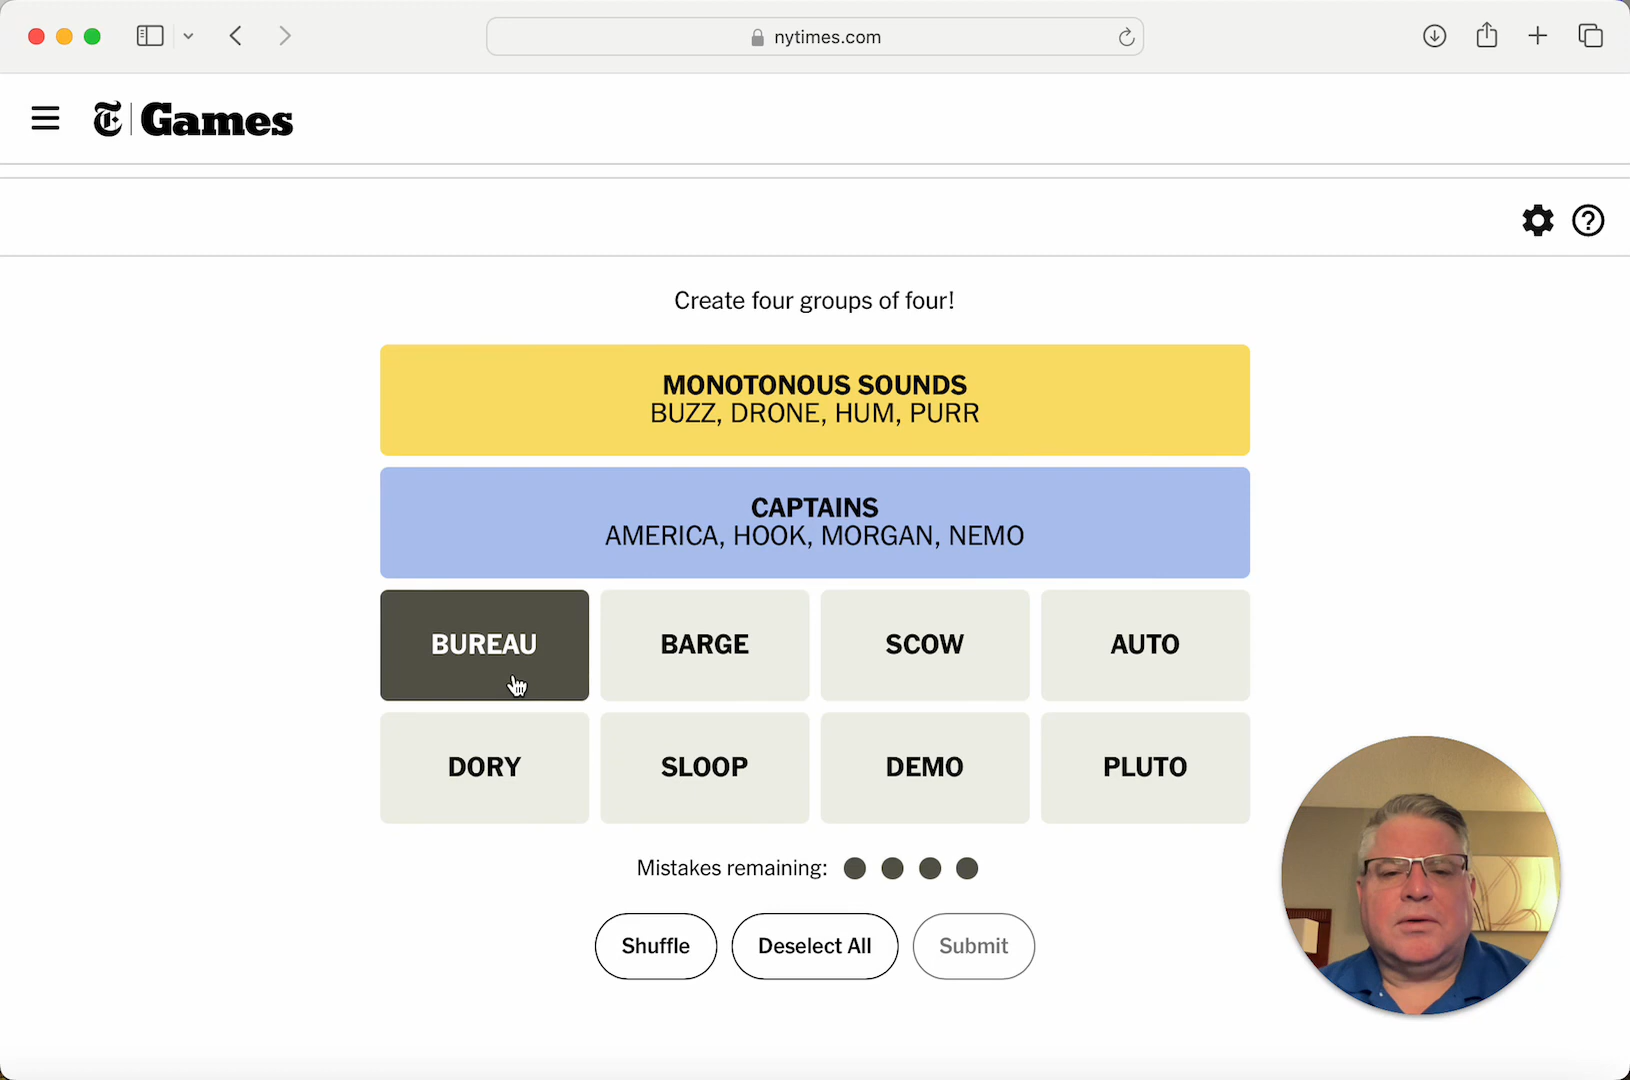 nytimes.com
T Games
Create four groups of four!
MONOTONOUS SOUNDS
BUZZ, DRONE, HUM, PURR
CAPTAINS
AMERICA, HOOK, MORGAN, NEMO
BUREAU BARGE SCOW AUTO
DORY SLOOP DEMO PLUTO
Mistakes remaining:
Shuffle Deselect All Submit